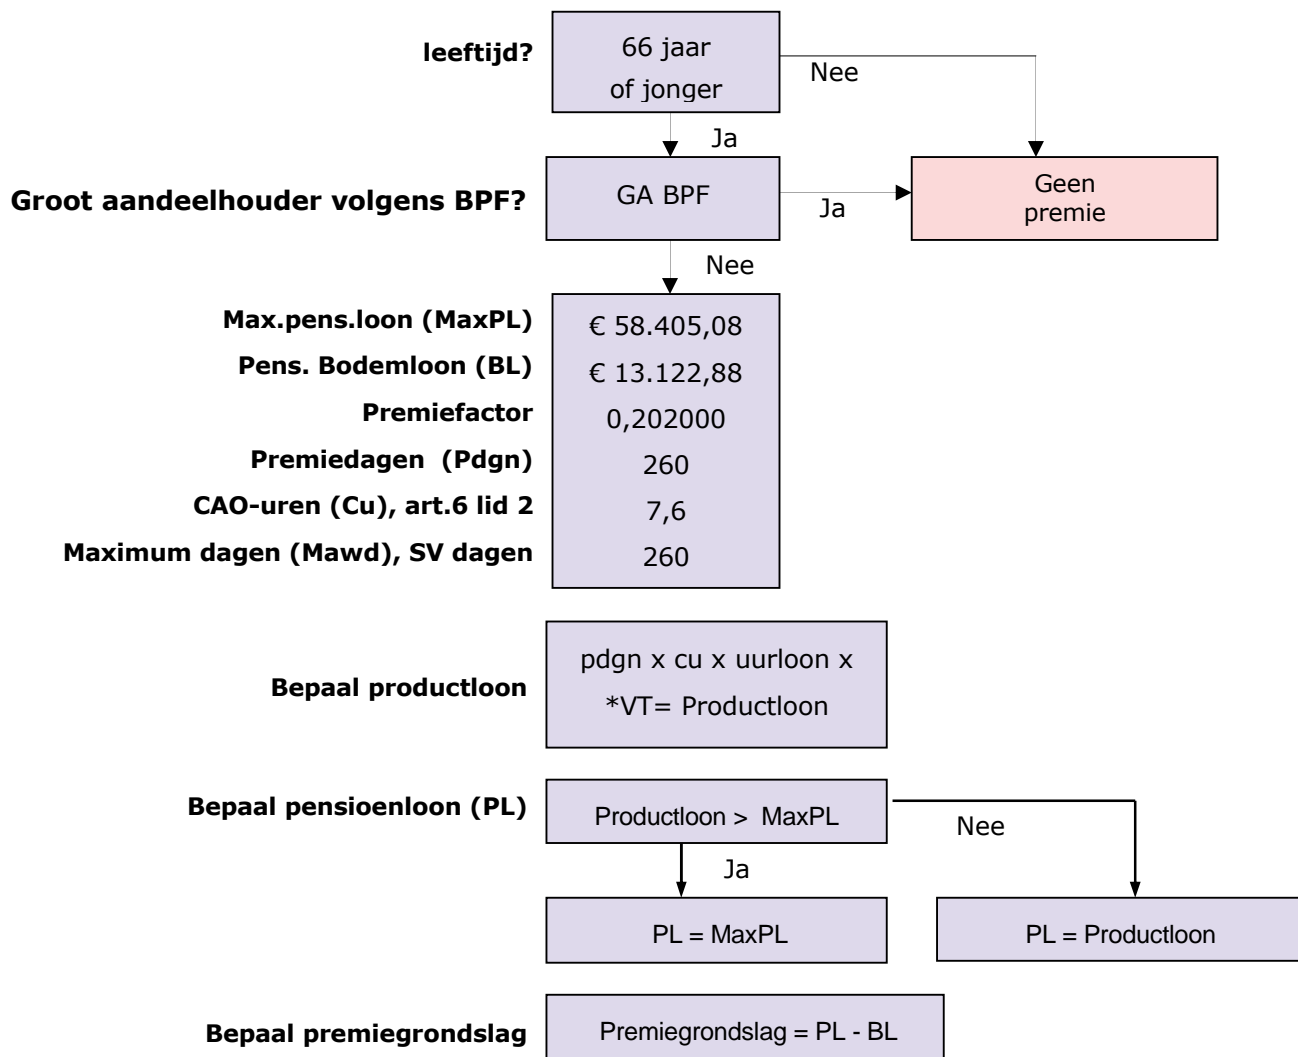 leeftijd?
66 jaar
of jonger
Nee
Ja
Groot aandeelhouder volgens BPF?
GA BPF
Ja
Geen
premie
Nee
Max.pens.loon (MaxPL)
€ 58.405,08
Pens. Bodemloon (BL)
€ 13.122,88
Premiefactor
0,202000
Premiedagen (Pdgn)
260
CAO-uren (Cu), art.6 lid 2
7,6
Maximum dagen (Mawd), SV dagen
260
Bepaal productloon
pdgn x cu x uurloon x
*VT= Productloon
Bepaal pensioenloon (PL)
Productloon > MaxPL
Nee
Ja
PL = MaxPL
PL = Productloon
Bepaal premiegrondslag
Premiegrondslag = PL - BL